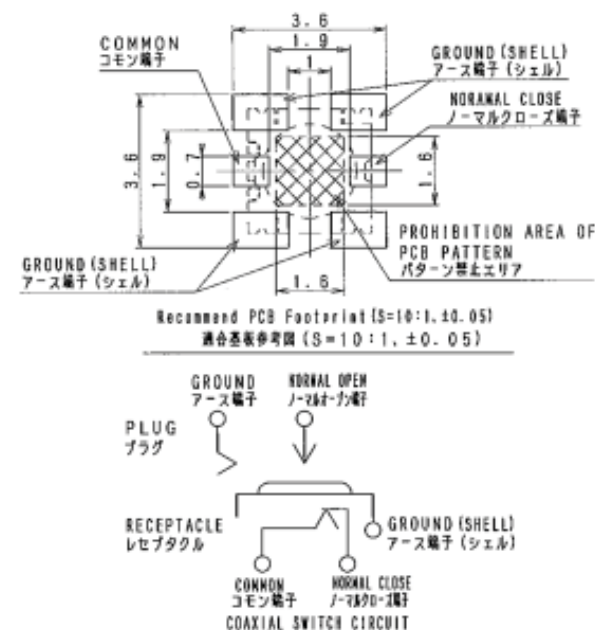 3.6
1.9
1
COMMON
コモン端子
GROUND(SHELL)
アース端子(シェル)
NORAMAL CLOSE
ノーマルクローズ端子
3.6
1.9
0.7
1.6
PROHIBITION AREA OF
PCB PATTERN
パターン禁止エリア
GROUND(SHELL)
アース端子(シェル)
1.6
Recommend PCB Footprint(S=10:1,±0.05)
適合基板参考図(S=10:1,±0.05)
GROUND
アース端子
NORMAL OPEN
ノーマルオープン端子
PLUG
プラグ
RECEPTACLE
レセプタクル
GROUND(SHELL)
アース端子(シェル)
COMMON
コモン端子
NORMAL CLOSE
ノーマルクローズ端子
COAXIAL SWITCH CIRCUIT